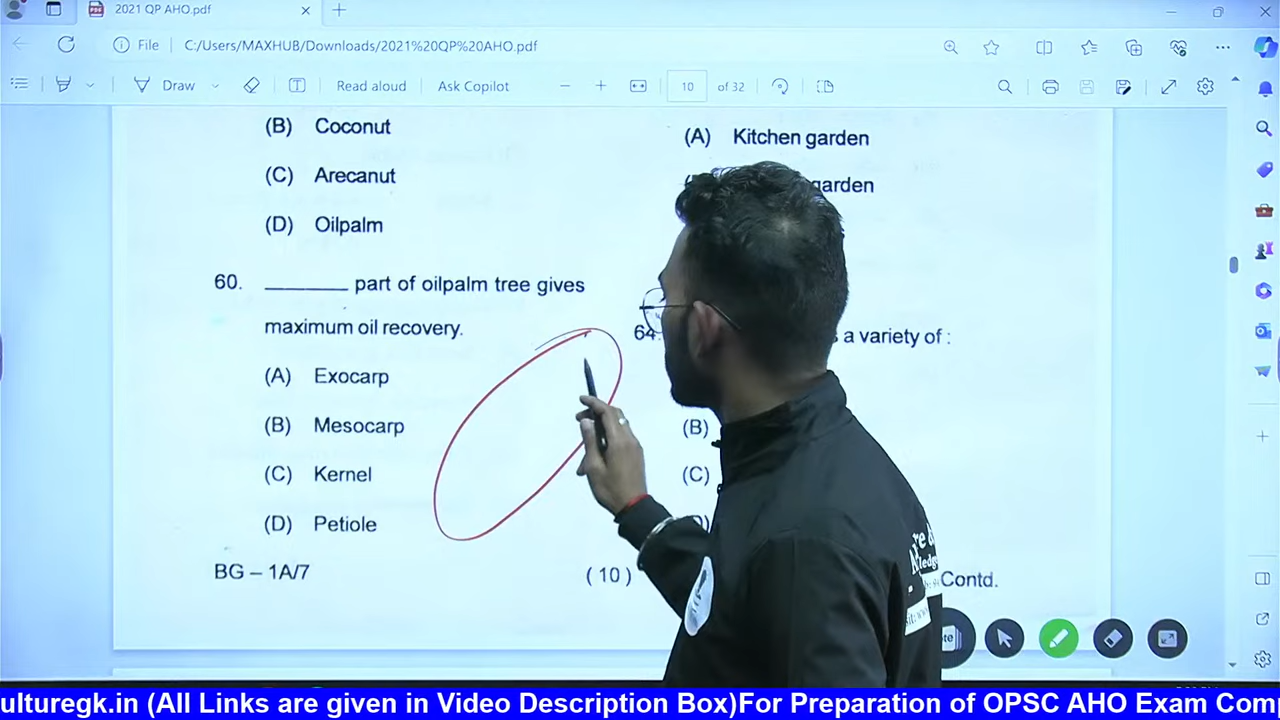 2021 QP AHO.pdf
File
C:/Users/MAXHUB/Downloads/2021%20QP%20AHO.pdf
Draw
Read aloud
Ask Copilot
10
of 32
(B) Coconut
(C) Arecanut
(D) Oilpalm
60. ________ part of oilpalm tree gives
maximum oil recovery.
(A) Exocarp
(B) Mesocarp
(C) Kernel
(D) Petiole
BG – 1A/7
(A) Kitchen garden
garden
64.
a variety of :
(B)
(C)
( 10 )
Contd.
ulturegk.in (All Links are given in Video Description Box)For Preparation of OPSC AHO Exam Com